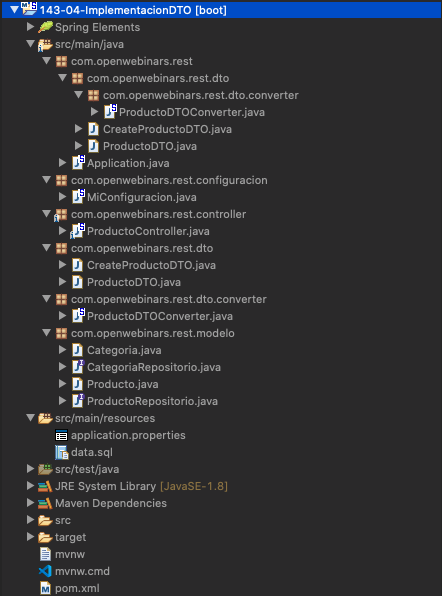 143-04-ImplementacionDTO [boot]
Spring Elements
src/main/java
com.openwebinars.rest
com.openwebinars.rest.dto
com.openwebinars.rest.dto.converter
ProductoDTOConverter.java
CreateProductoDTO.java
ProductoDTO.java
Application.java
com.openwebinars.rest.configuracion
MiConfiguracion.java
com.openwebinars.rest.controller
ProductoController.java
com.openwebinars.rest.dto
CreateProductoDTO.java
ProductoDTO.java
com.openwebinars.rest.dto.converter
ProductoDTOConverter.java
com.openwebinars.rest.modelo
Categoria.java
CategoriaRepositorio.java
Producto.java
ProductoRepositorio.java
src/main/resources
application.properties
data.sql
src/test/java
JRE System Library [JavaSE-1.8]
Maven Dependencies
src
target
mvnw
mvnw.cmd
pom.xml